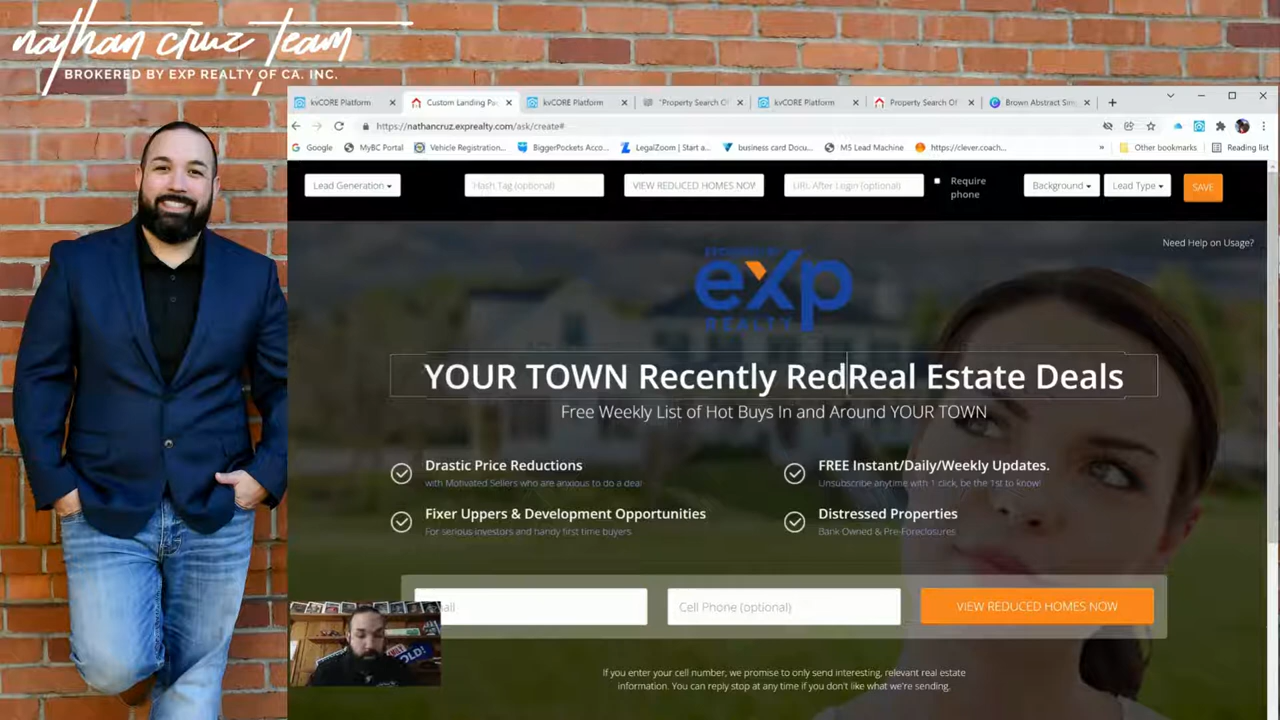 nathan cruz team
BROKERED BY EXP REALTY OF CA. INC.
kvCORE Platform
Custom Landing Pa
kvCORE Platform
"Property Search O
kvCORE Platform
Property Search Of
Brown Abstract Sim
https://nathancruz.exprealty.com/ask/create#
Google
MyBC Portal
Vehicle Registration...
BiggerPockets Acco...
LegalZoom | Start a...
business card Docu...
MS Lead Machine
https://clever.coach...
Other bookmarks
Reading list
Lead Generation
Hash Tag (optional)
VIEW REDUCED HOMES NOW
URL After Login (optional)
Require
phone
Background
Lead Type
SAVE
Need Help on Usage?
eXp
REALTY
YOUR TOWN Recently RedReal Estate Deals
Free Weekly List of Hot Buys In and Around YOUR TOWN
Drastic Price Reductions
with Motivated Sellers who are anxious to do a deal
FREE Instant/Daily/Weekly Updates.
Unsubscribe anytime with 1 click, be the 1st to know!
Fixer Uppers & Development Opportunities
For serious investors and handy first time buyers
Distressed Properties
Bank Owned & Pre-Foreclosures
Cell Phone (optional)
VIEW REDUCED HOMES NOW
If you enter your cell number, we promise to only send interesting, relevant real estate
information. You can reply stop at any time if you don't like what we're sending.